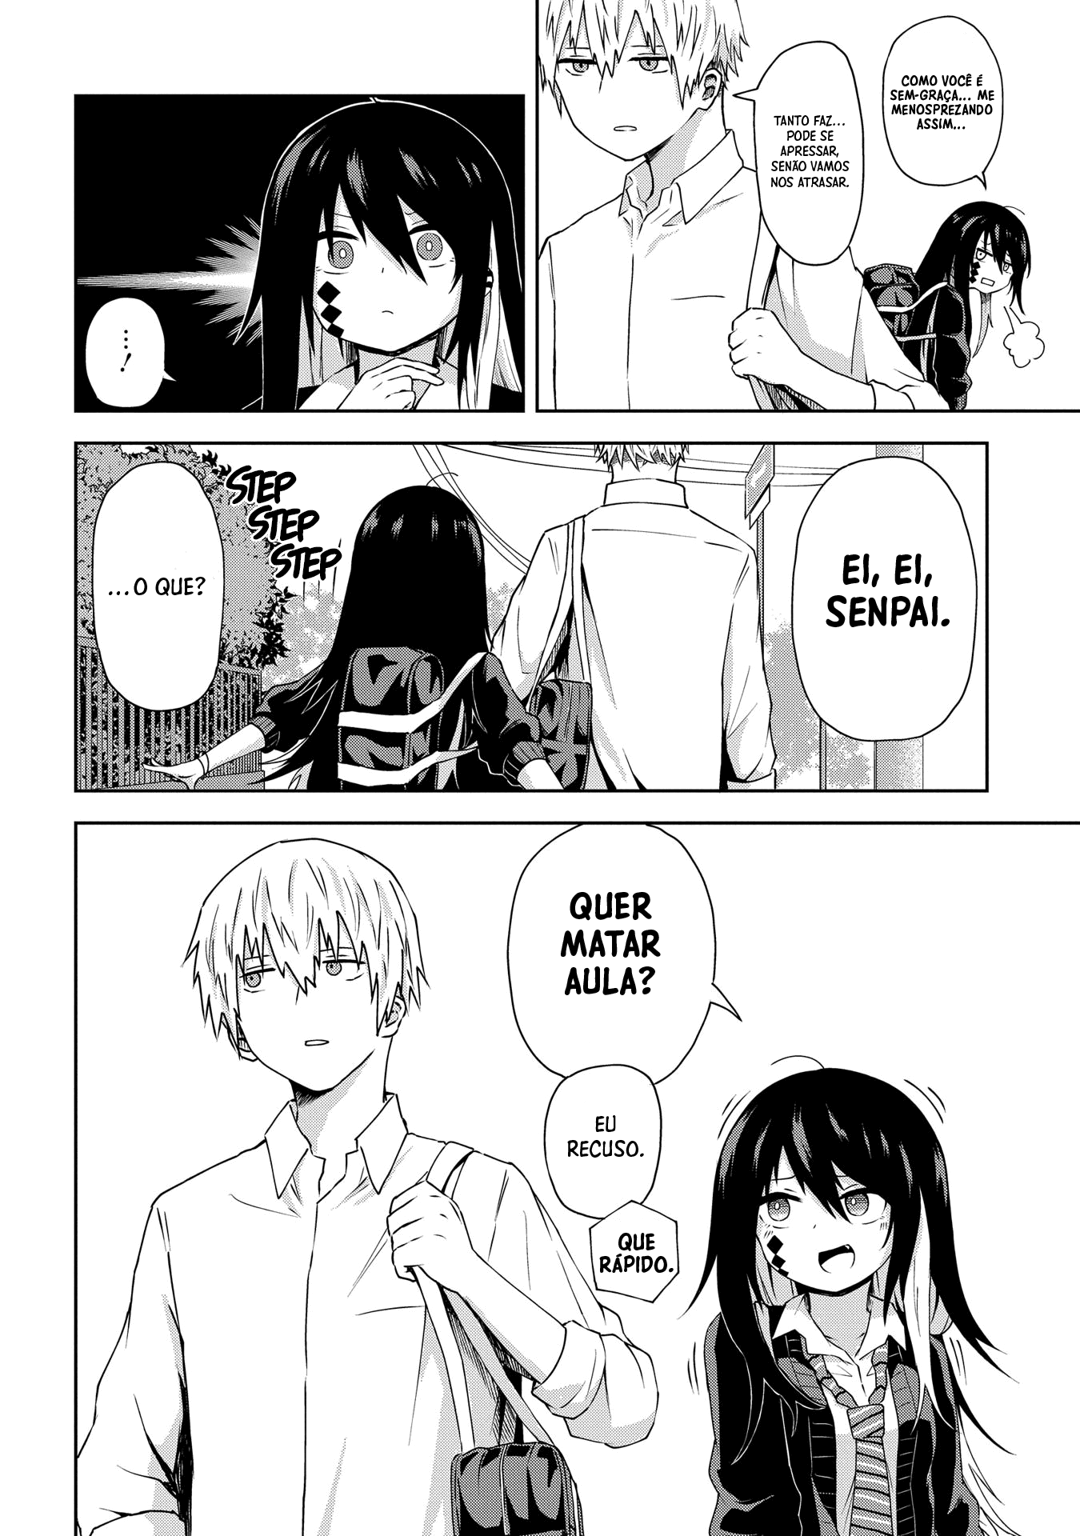 COMO VOCÊ É
SEM-GRAÇA... ME
MENOSPREZANDO
ASSIM...
TANTO FAZ...
PODE SE
APRESSAR,
SENÃO VAMOS
NOS ATRASAR.
...!
EI, EI,
SENPAI.
STEP
STEP
STEP
...O QUE?
QUER
MATAR
AULA?
EU
RECUSO.
QUE
RÁPIDO.